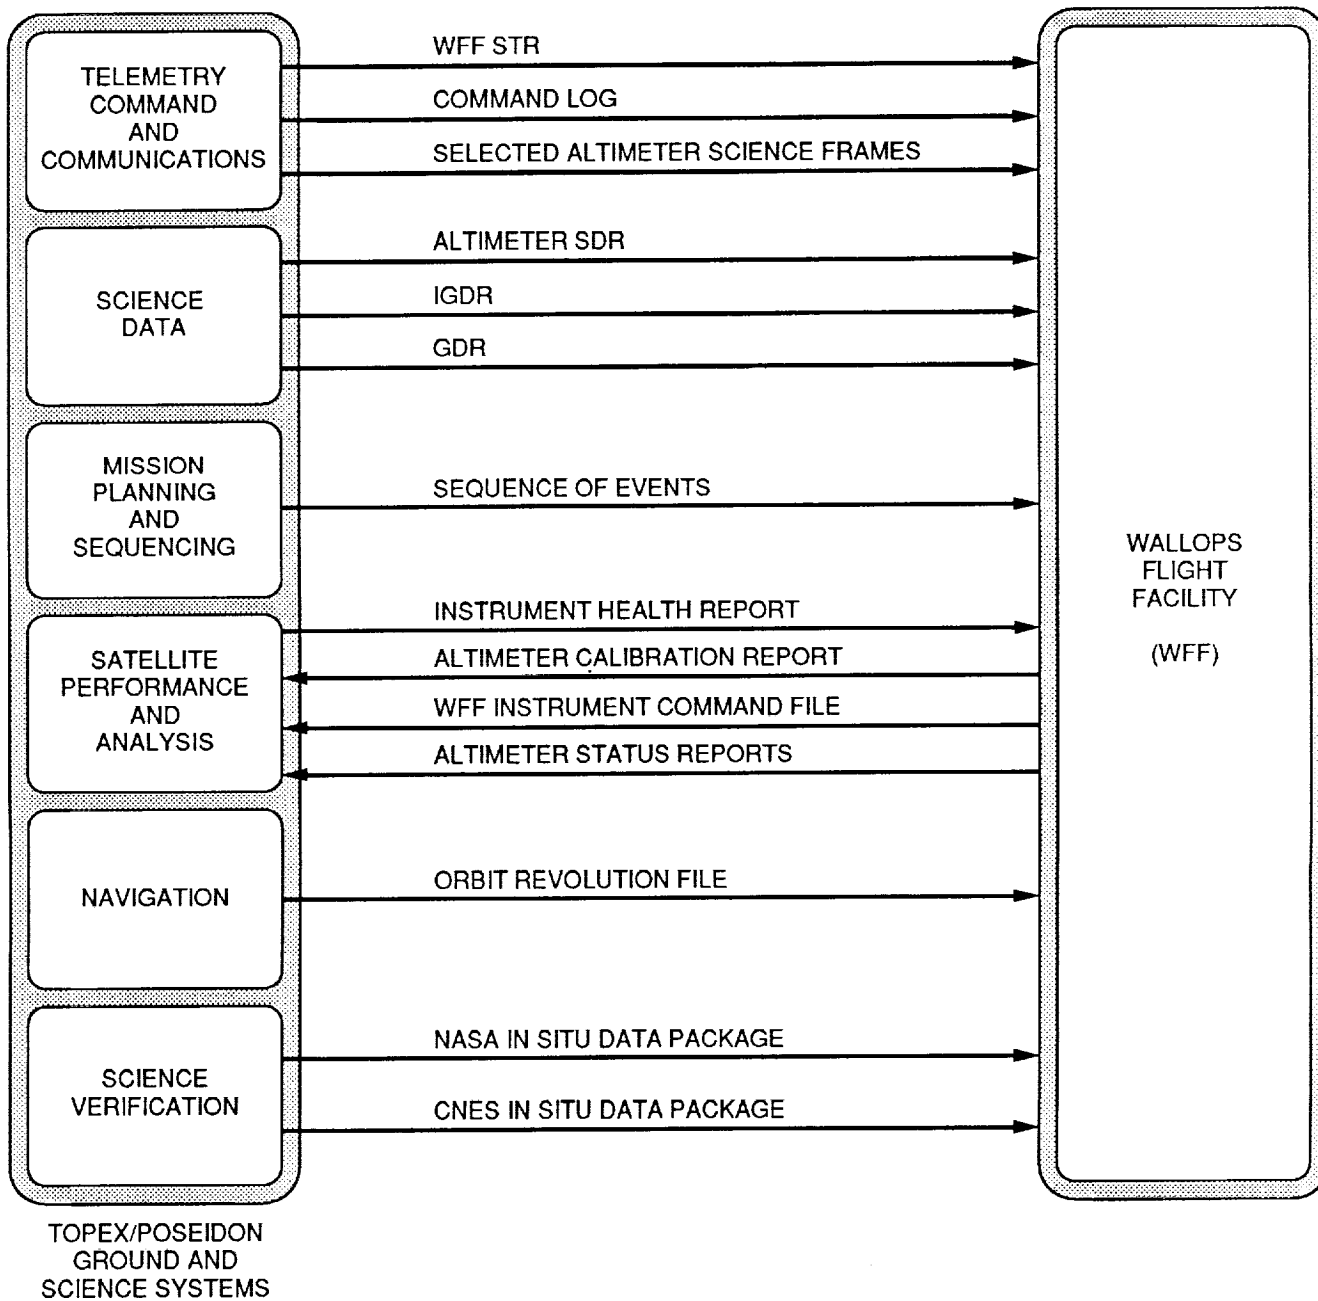 TELEMETRY
COMMAND
AND
COMMUNICATIONS
WFF STR
COMMAND LOG
SELECTED ALTIMETER SCIENCE FRAMES
SCIENCE
DATA
ALTIMETER SDR
IGDR
GDR
MISSION
PLANNING
AND
SEQUENCING
SEQUENCE OF EVENTS
SATELLITE
PERFORMANCE
AND
ANALYSIS
INSTRUMENT HEALTH REPORT
ALTIMETER CALIBRATION REPORT
WFF INSTRUMENT COMMAND FILE
ALTIMETER STATUS REPORTS
NAVIGATION
ORBIT REVOLUTION FILE
SCIENCE
VERIFICATION
NASA IN SITU DATA PACKAGE
CNES IN SITU DATA PACKAGE
WALLOPS
FLIGHT
FACILITY
(WFF)
TOPEX/POSEIDON
GROUND AND
SCIENCE SYSTEMS